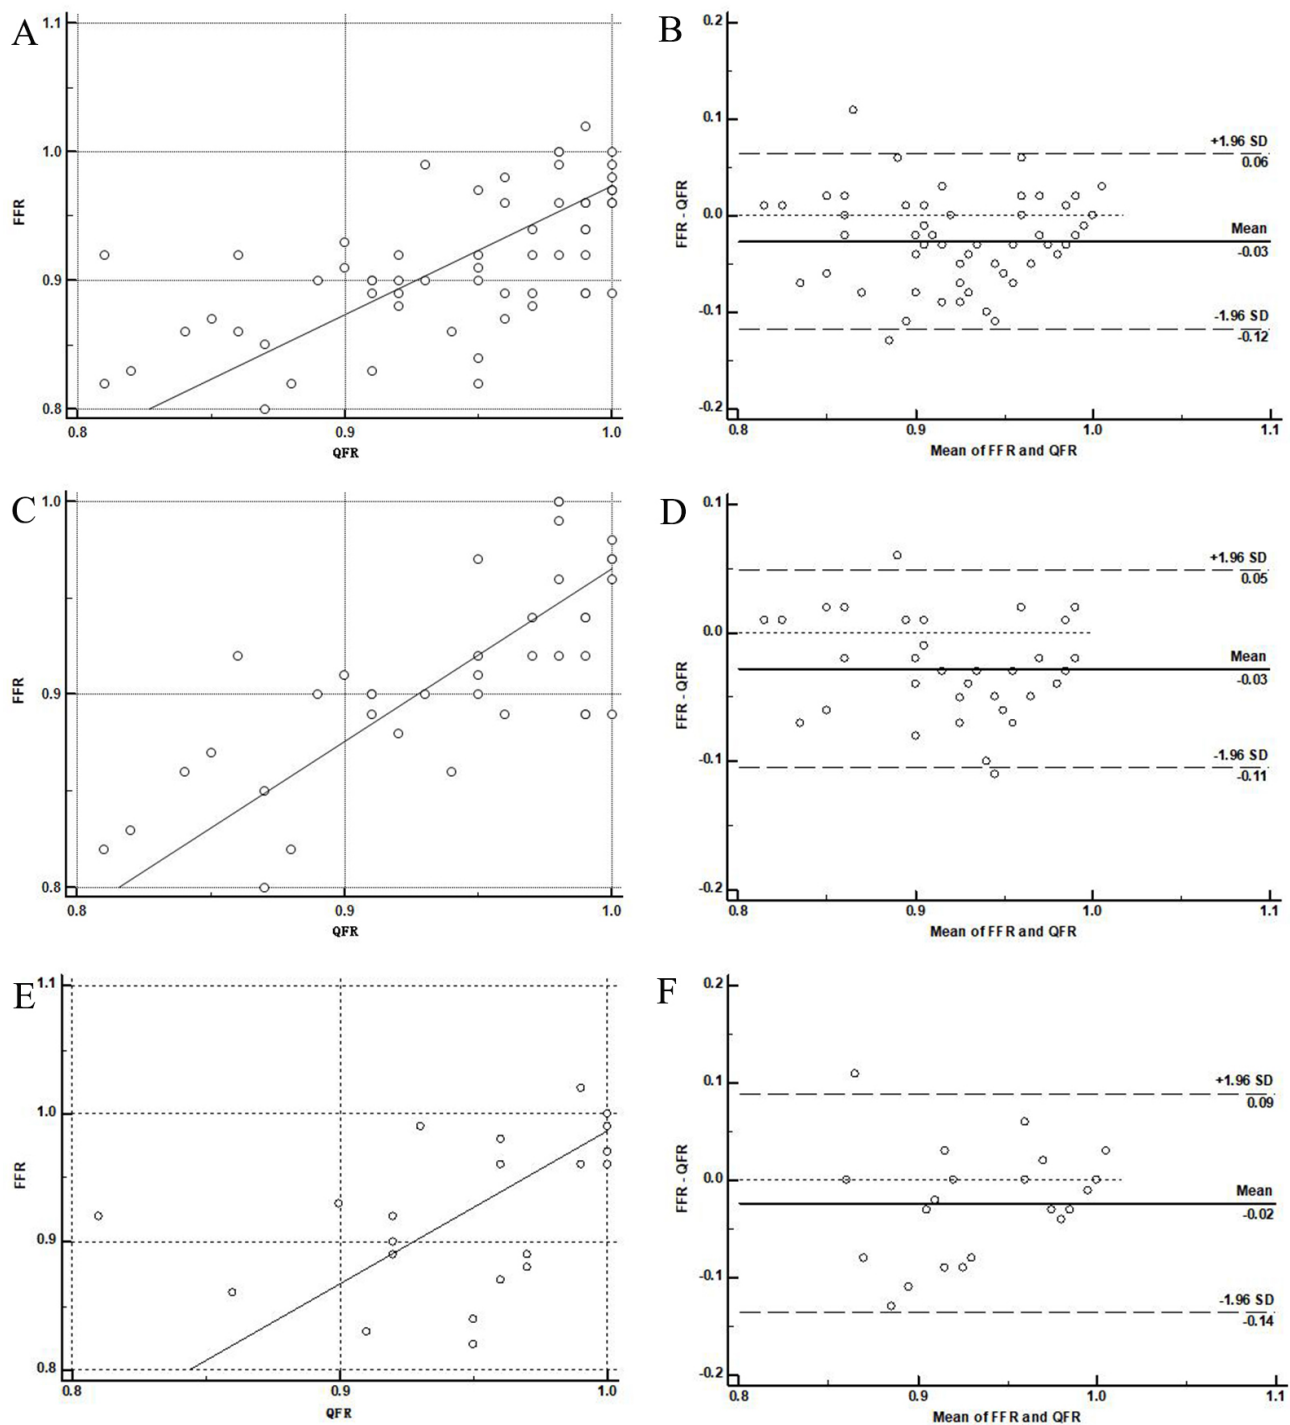 A
1.1
1.0
0.9
0.8
FFR
0.8
0.9
1.0
QFR
B
0.2
0.1
0.0
-0.1
-0.2
FFR - QFR
+1.96 SD
0.06
Mean
-0.03
-1.96 SD
-0.12
0.8
0.9
1.0
1.1
Mean of FFR and QFR
C
1.0
0.9
0.8
FFR
0.8
0.9
1.0
QFR
D
0.1
0.0
-0.1
-0.2
FFR - QFR
+1.96 SD
0.05
Mean
-0.03
-1.96 SD
-0.11
0.8
0.9
1.0
1.1
Mean of FFR and QFR
E
1.1
1.0
0.9
0.8
FFR
0.8
0.9
1.0
QFR
F
0.2
0.1
0.0
-0.1
-0.2
FFR - QFR
+1.96 SD
0.09
Mean
-0.02
-1.96 SD
-0.14
0.8
0.9
1.0
1.1
Mean of FFR and QFR